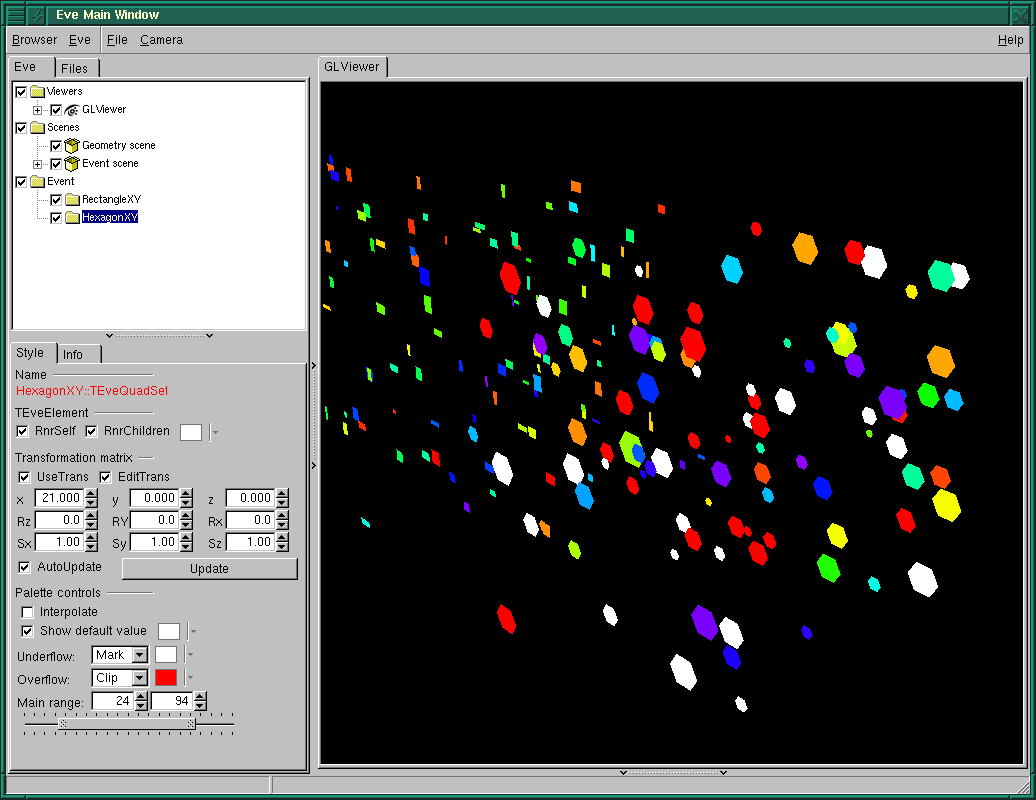 Eve Main Window
Browser Eve File Camera Help
Eve Files
GLViewer
Viewers
GLViewer
Scenes
Geometry scene
Event scene
Event
RectangleXY
HexagonXY
Style Info
Name
HexagonXY::TEveQuadSet
TEveElement
RnrSelf RnrChildren
Transformation matrix
UseTrans EditTrans
x 21.000 y 0.000 z 0.000
Rz 0.0 RY 0.0 Rx 0.0
Sx 1.00 Sy 1.00 Sz 1.00
AutoUpdate Update
Palette controls
Interpolate
Show default value
Underflow: Mark
Overflow: Clip
Main range: 24 94